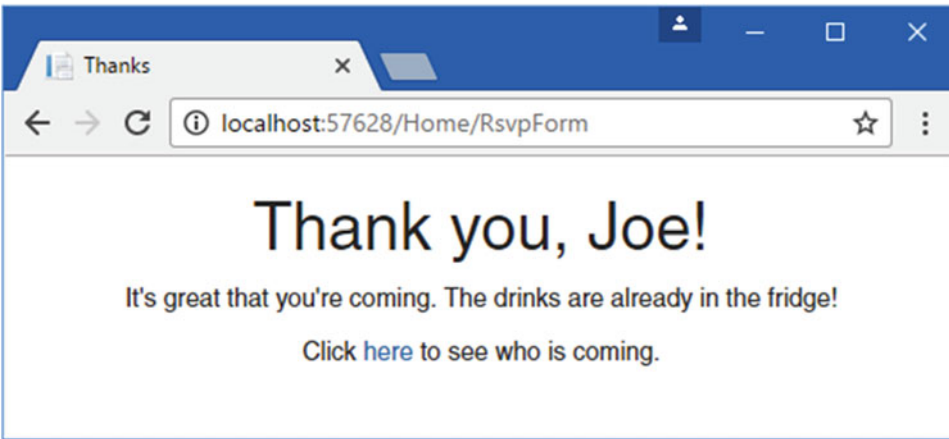 Thanks
localhost:57628/Home/RsvpForm
Thank you, Joe!
It's great that you're coming. The drinks are already in the fridge!
Click here to see who is coming.